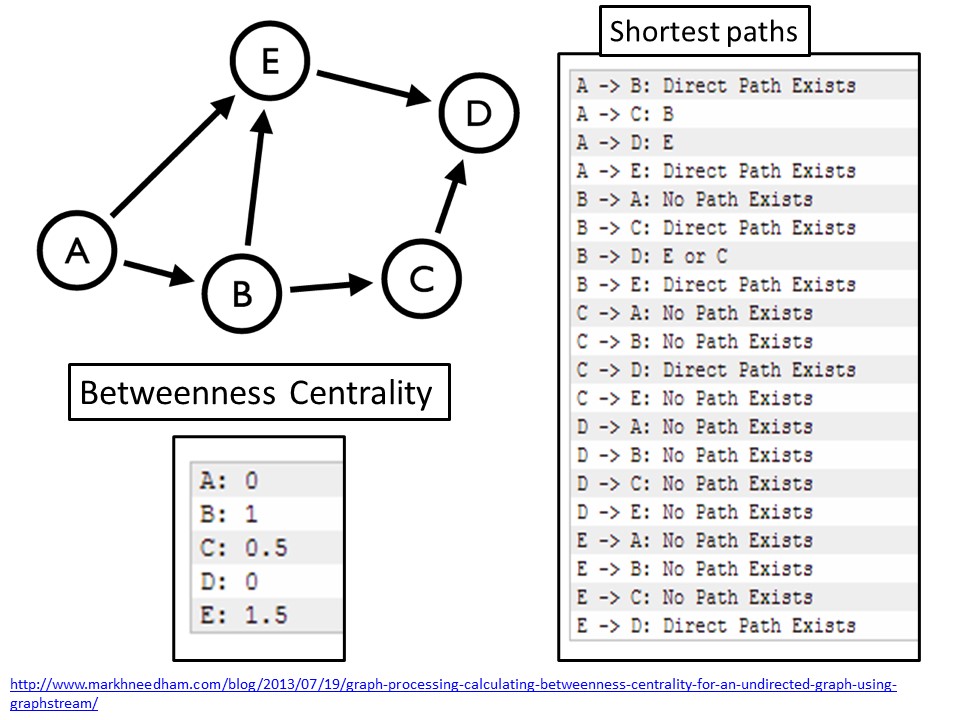 E
D
A
B
C
Betweenness Centrality
A: 0
B: 1
C: 0.5
D: 0
E: 1.5
Shortest paths
A -> B: Direct Path Exists
A -> C: B
A -> D: E
A -> E: Direct Path Exists
B -> A: No Path Exists
B -> C: Direct Path Exists
B -> D: E or C
B -> E: Direct Path Exists
C -> A: No Path Exists
C -> B: No Path Exists
C -> D: Direct Path Exists
C -> E: No Path Exists
D -> A: No Path Exists
D -> B: No Path Exists
D -> C: No Path Exists
D -> E: No Path Exists
E -> A: No Path Exists
E -> B: No Path Exists
E -> C: No Path Exists
E -> D: Direct Path Exists
http://www.markhneedham.com/blog/2013/07/19/graph-processing-calculating-betweenness-centrality-for-an-undirected-graph-using-
graphstream/